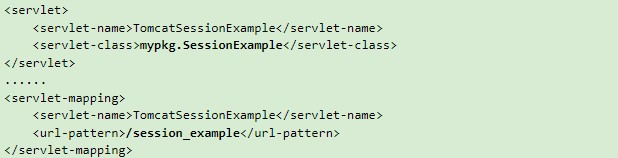 <servlet>
    <servlet-name>TomcatSessionExample</servlet-name>
    <servlet-class>mypkg.SessionExample</servlet-class>
</servlet>
......
<servlet-mapping>
    <servlet-name>TomcatSessionExample</servlet-name>
    <url-pattern>/session_example</url-pattern>
</servlet-mapping>